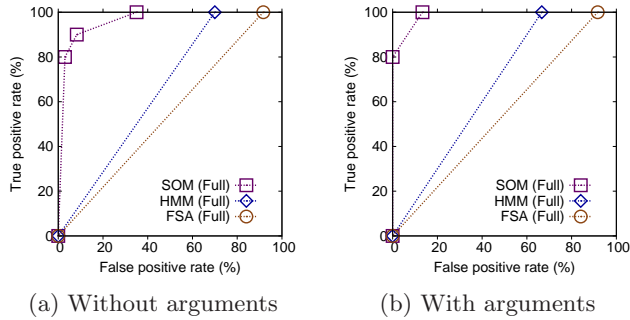 100
80
60
40
20
0
True positive rate (%)
SOM (Full)
HMM (Full)
FSA (Full)
0 20 40 60 80 100
False positive rate (%)
(a) Without arguments
100
80
60
40
20
0
True positive rate (%)
SOM (Full)
HMM (Full)
FSA (Full)
0 20 40 60 80 100
False positive rate (%)
(b) With arguments